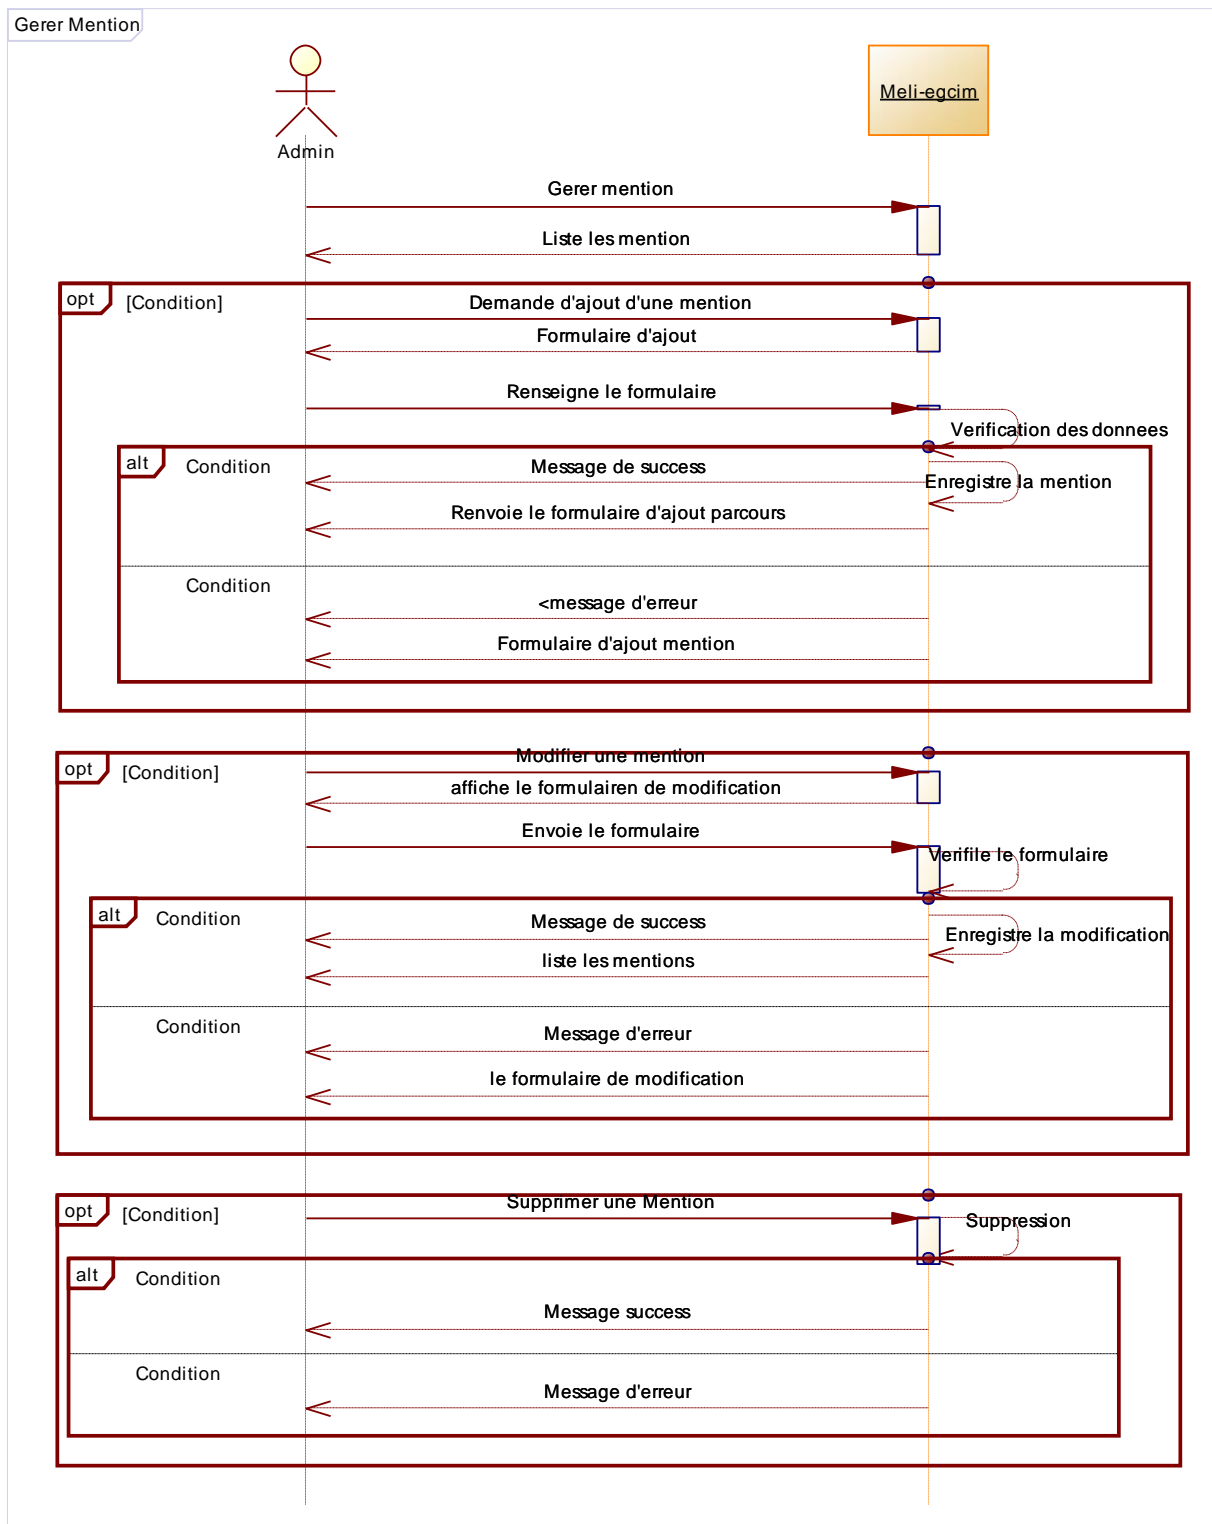 Gerer Mention
Meli-egcim
Admin
Gerer mention
Liste les mention
opt
[Condition]
Demande d'ajout d'une mention
Formulaire d'ajout
Renseigne le formulaire
Verification des donnees
alt
Condition
Message de success
Enregistre la mention
Renvoie le formulaire d'ajout parcours
Condition
<message d'erreur
Formulaire d'ajout mention
opt
[Condition]
Modifier une mention
affiche le formulairen de modification
Envoie le formulaire
Verifile le formulaire
alt
Condition
Message de success
Enregistre la modification
liste les mentions
Condition
Message d'erreur
le formulaire de modification
opt
[Condition]
Supprimer une Mention
Suppression
alt
Condition
Message success
Condition
Message d'erreur